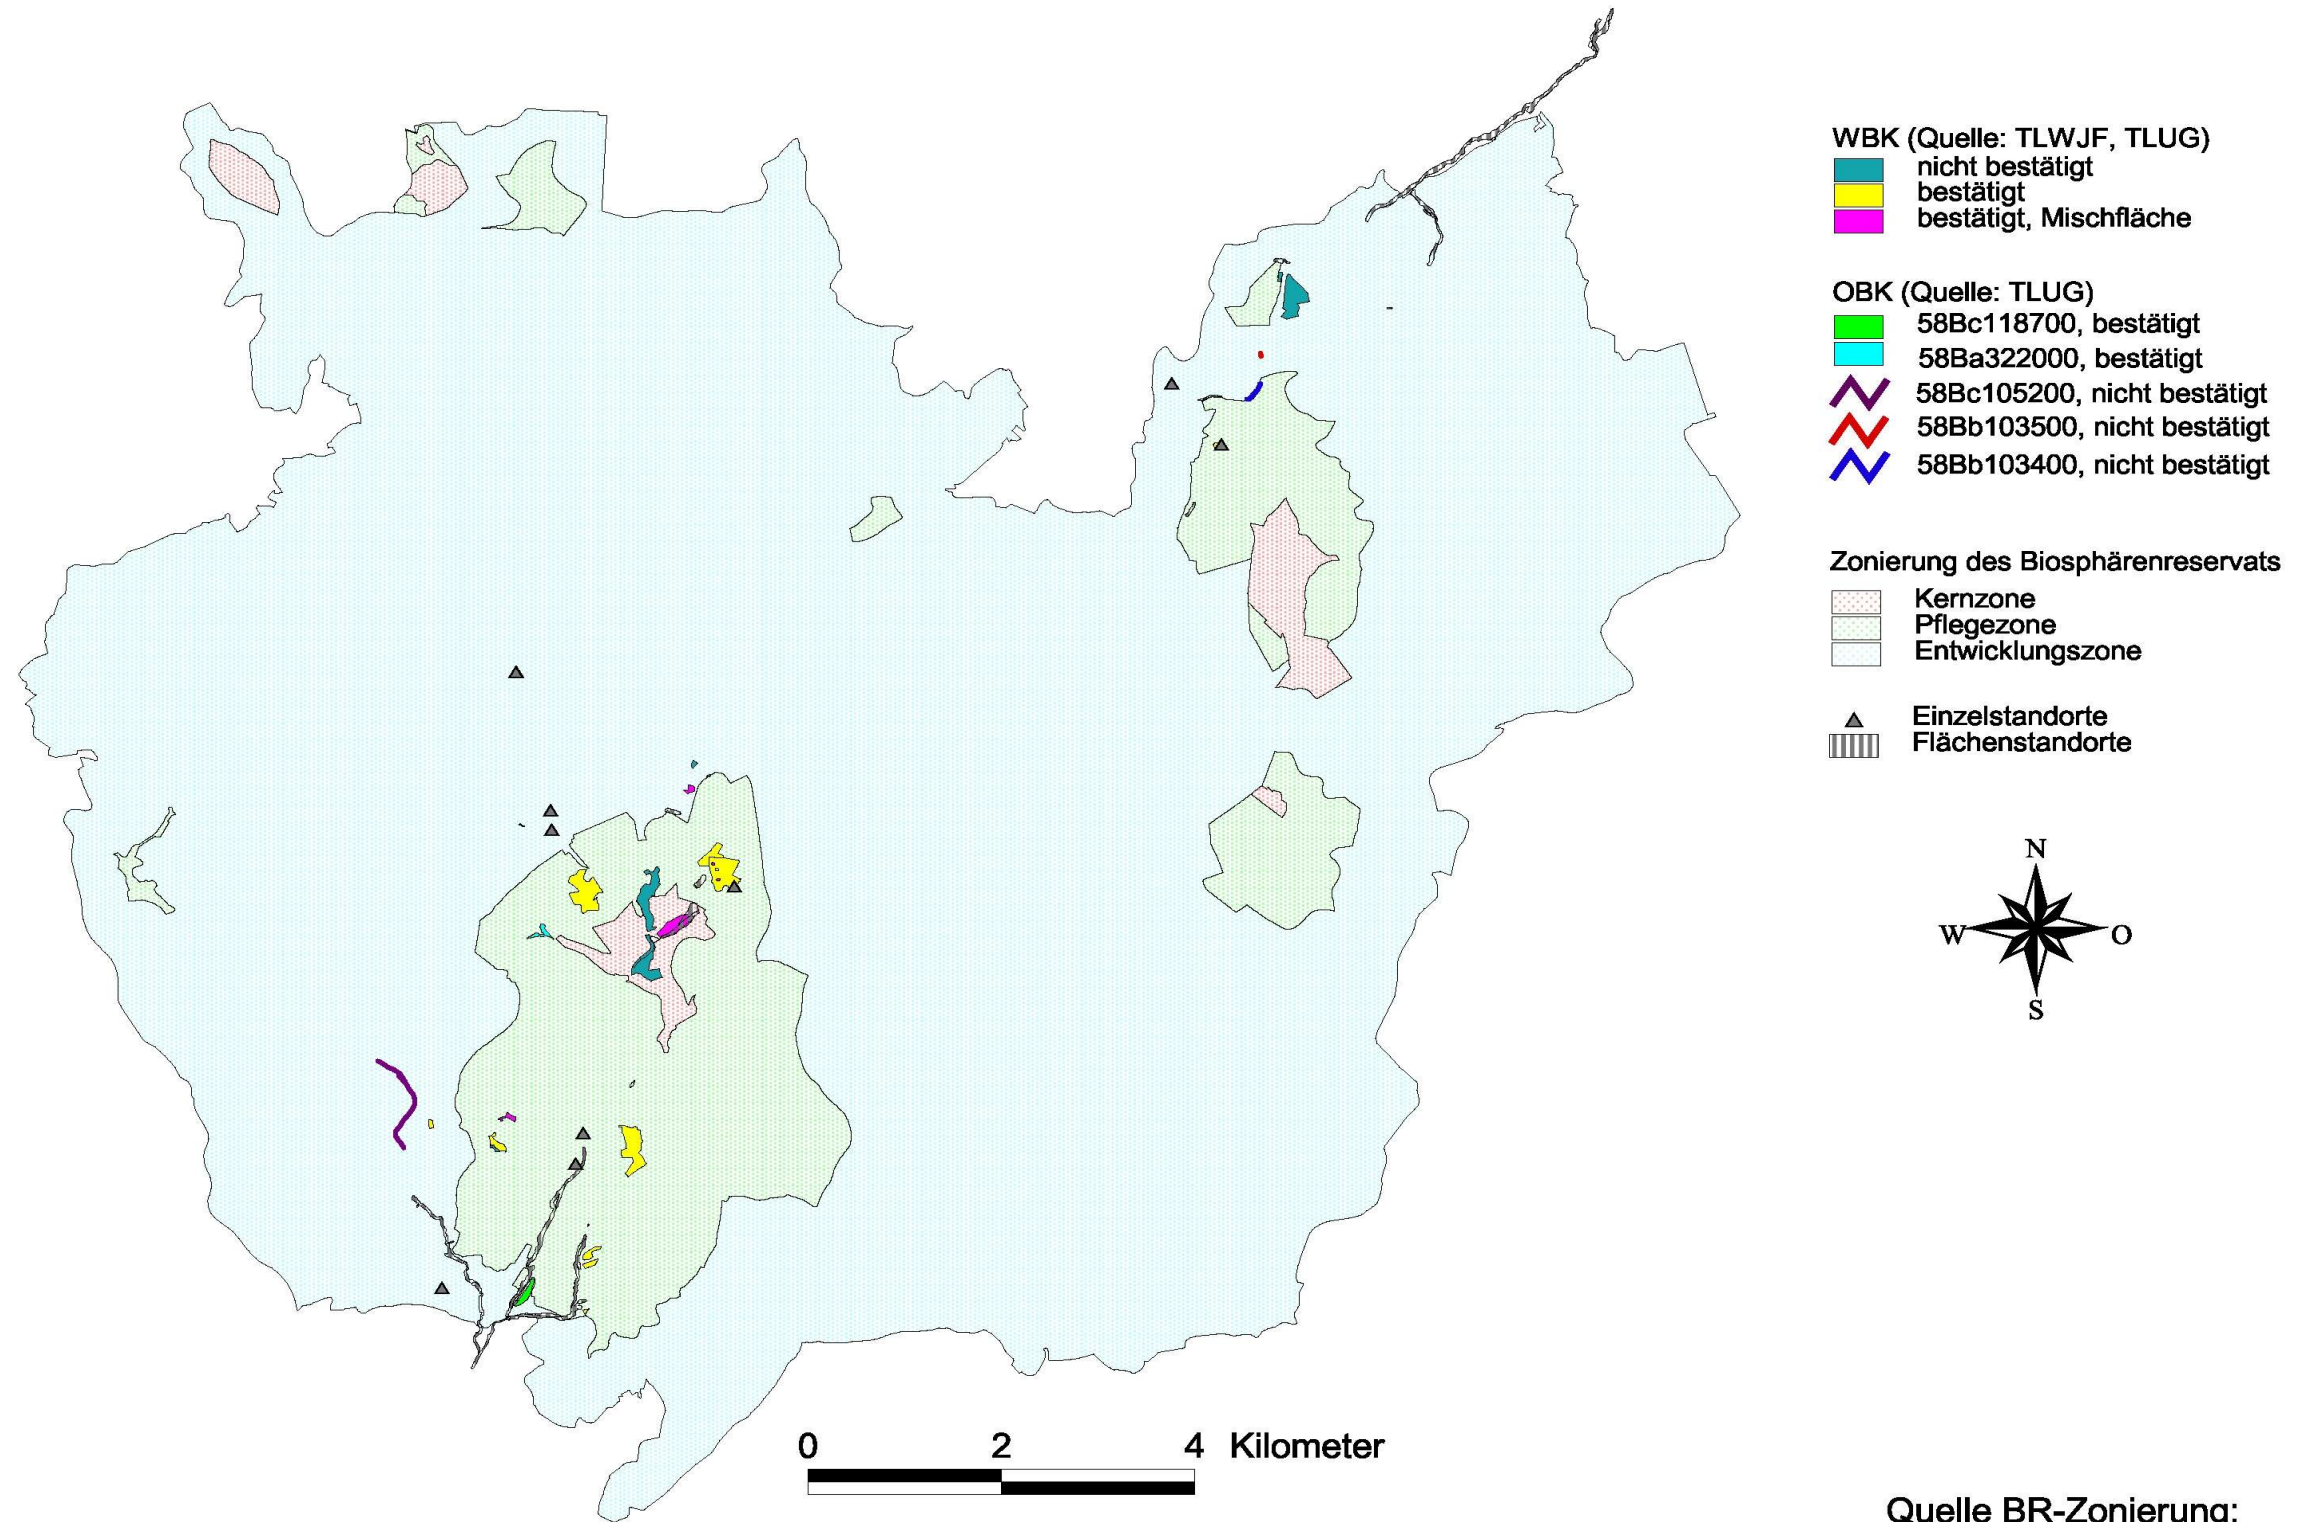 WBK (Quelle: TLWJF, TLUG)
nicht bestätigt
bestätigt
bestätigt, Mischfläche
OBK (Quelle: TLUG)
58Bc118700, bestätigt
58Ba322000, bestätigt
58Bc105200, nicht bestätigt
58Bb103500, nicht bestätigt
58Bb103400, nicht bestätigt
Zonierung des Biosphärenreservats
Kernzone
Pflegezone
Entwicklungszone
Einzelstandorte
Flächenstandorte
N
W O
S
0 2 4 Kilometer
Quelle BR-Zonierung: